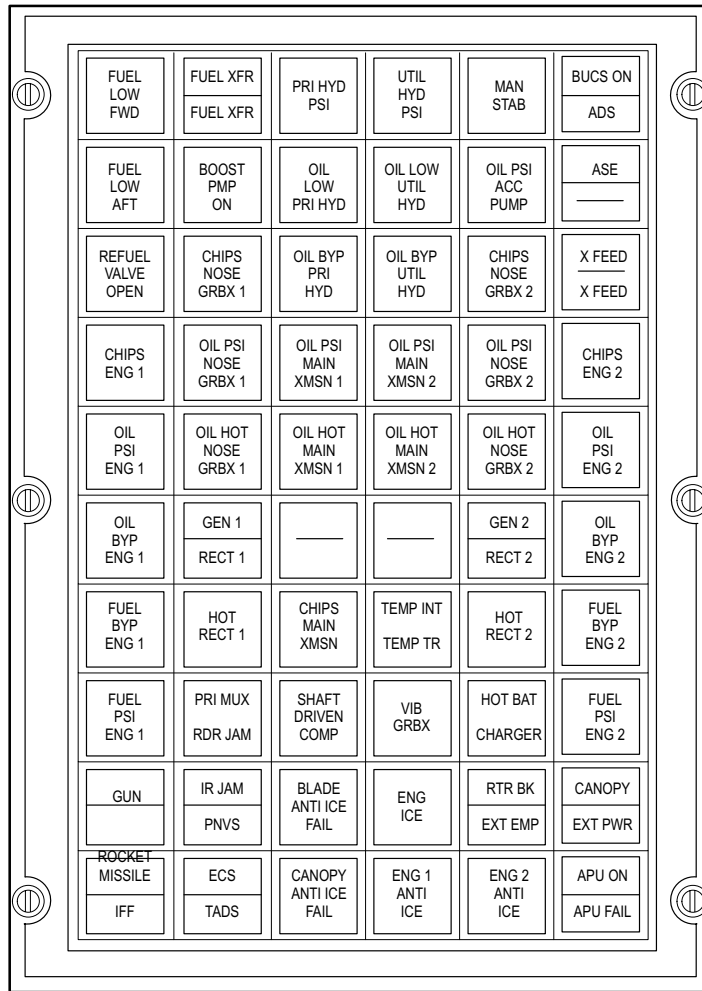 FUEL
LOW
FWD
FUEL XFR
FUEL XFR
PRI HYD
PSI
UTIL
HYD
PSI
MAN
STAB
BUCS ON
ADS
FUEL
LOW
AFT
BOOST
PMP
ON
OIL
LOW
PRI HYD
OIL LOW
UTIL
HYD
OIL PSI
ACC
PUMP
ASE
REFUEL
VALVE
OPEN
CHIPS
NOSE
GRBX 1
OIL BYP
PRI
HYD
OIL BYP
UTIL
HYD
CHIPS
NOSE
GRBX 2
X FEED
X FEED
CHIPS
ENG 1
OIL PSI
NOSE
GRBX 1
OIL PSI
MAIN
XMSN 1
OIL PSI
MAIN
XMSN 2
OIL PSI
NOSE
GRBX 2
CHIPS
ENG 2
OIL
PSI
ENG 1
OIL HOT
NOSE
GRBX 1
OIL HOT
MAIN
XMSN 1
OIL HOT
MAIN
XMSN 2
OIL HOT
NOSE
GRBX 2
OIL
PSI
ENG 2
OIL
BYP
ENG 1
GEN 1
RECT 1
GEN 2
RECT 2
OIL
BYP
ENG 2
FUEL
BYP
ENG 1
HOT
RECT 1
CHIPS
MAIN
XMSN
TEMP INT
TEMP TR
HOT
RECT 2
FUEL
BYP
ENG 2
FUEL
PSI
ENG 1
PRI MUX
RDR JAM
SHAFT
DRIVEN
COMP
VIB
GRBX
HOT BAT
CHARGER
FUEL
PSI
ENG 2
GUN
ROCKET
IR JAM
PNVS
BLADE
ANTI ICE
FAIL
ENG
ICE
RTR BK
EXT EMP
CANOPY
EXT PWR
MISSILE
IFF
ECS
TADS
CANOPY
ANTI ICE
FAIL
ENG 1
ANTI
ICE
ENG 2
ANTI
ICE
APU ON
APU FAIL